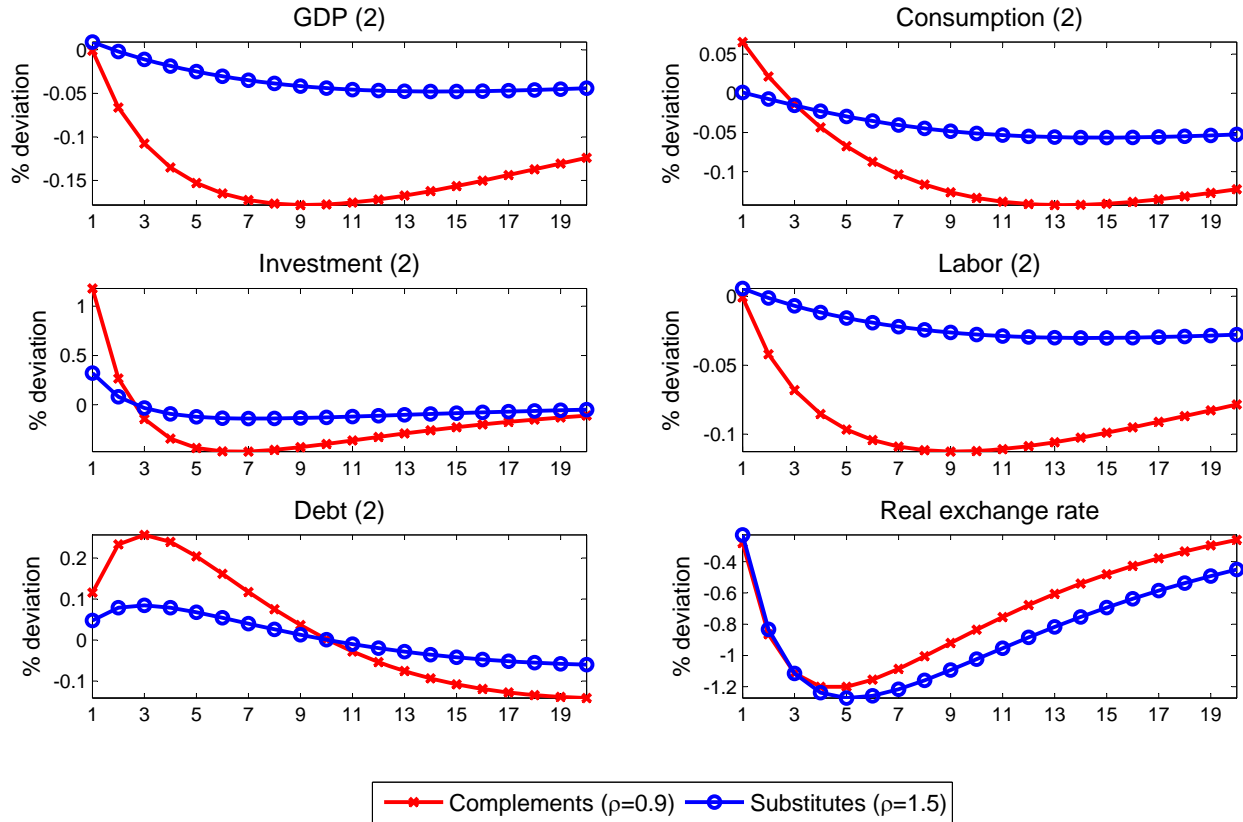 GDP (2)
% deviation
0
-0.05
-0.1
-0.15
1 3 5 7 9 11 13 15 17 19
Consumption (2)
% deviation
0.05
0
-0.05
-0.1
1 3 5 7 9 11 13 15 17 19
Investment (2)
% deviation
1
0.5
0
1 3 5 7 9 11 13 15 17 19
Labor (2)
% deviation
0
-0.05
-0.1
1 3 5 7 9 11 13 15 17 19
Debt (2)
% deviation
0.2
0.1
0
-0.1
1 3 5 7 9 11 13 15 17 19
Real exchange rate
% deviation
-0.4
-0.6
-0.8
-1
-1.2
1 3 5 7 9 11 13 15 17 19
Complements (ρ=0.9) Substitutes (ρ=1.5)